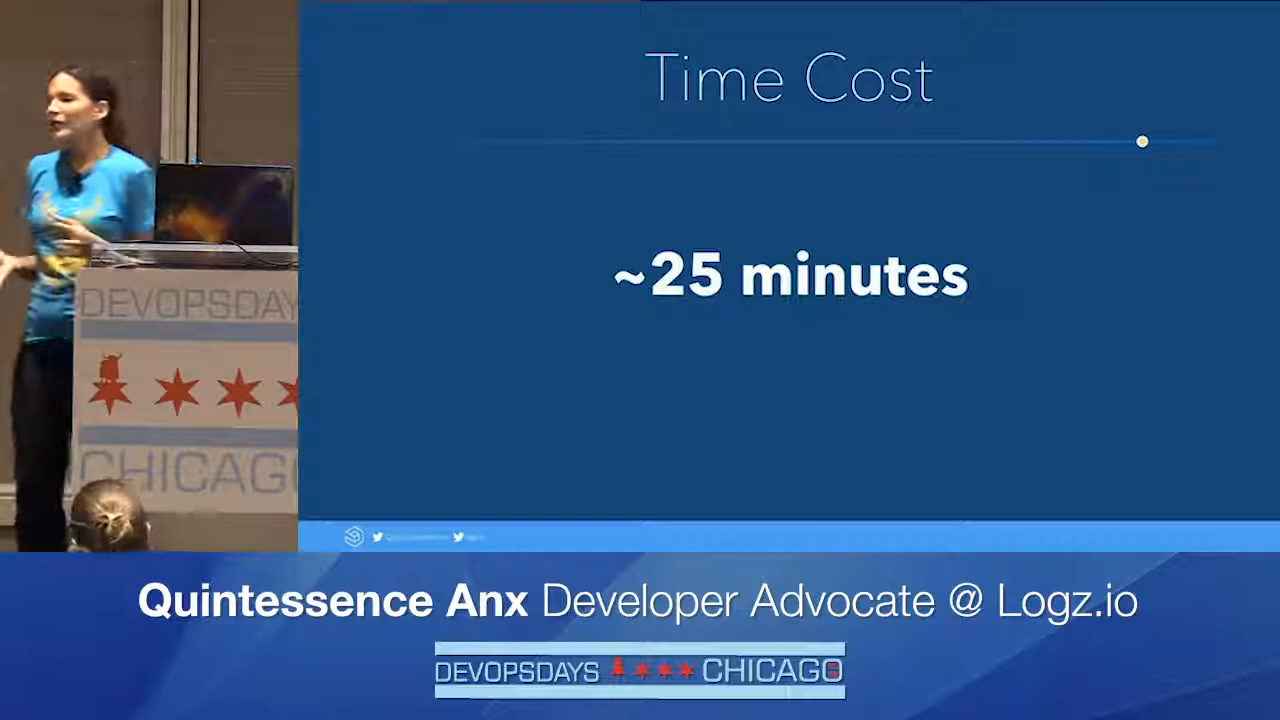 Time Cost
~25 minutes
DEVOPSDAYS
CHICAGO
Quintessence Anx Developer Advocate @ Logz.io
DEVOPSDAYS CHICAGO